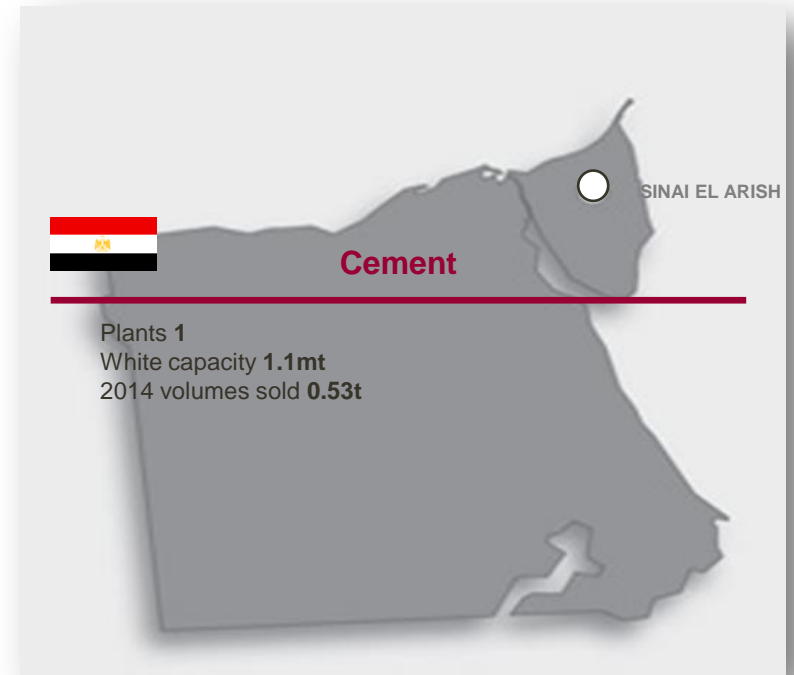 SINAI EL ARISH
Cement
Plants 1
White capacity 1.1mt
2014 volumes sold 0.53t